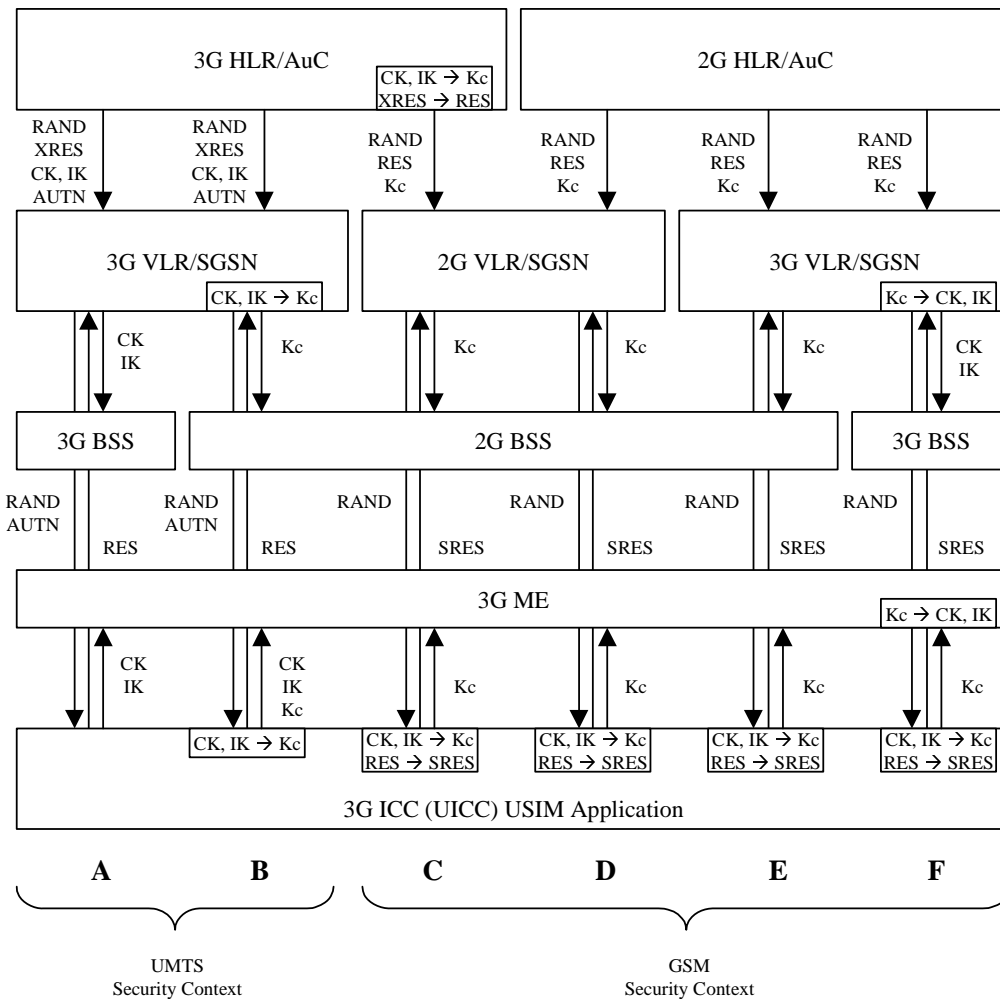 3G HLR/AuC
2G HLR/AuC
CK, IK → Kc
XRES → RES
RAND
XRES
CK, IK
AUTN
RAND
XRES
CK, IK
AUTN
RAND
RES
Kc
RAND
RES
Kc
RAND
RES
Kc
RAND
RES
Kc
3G VLR/SGSN
2G VLR/SGSN
3G VLR/SGSN
CK, IK → Kc
Kc → CK, IK
CK
IK
Kc
Kc
Kc
Kc
CK
IK
3G BSS
2G BSS
3G BSS
RAND
AUTN
RES
RAND
AUTN
RES
RAND
SRES
RAND
SRES
RAND
SRES
RAND
SRES
3G ME
Kc → CK, IK
CK
IK
CK
IK
Kc
Kc
Kc
Kc
Kc
CK, IK → Kc
CK, IK → Kc
RES → SRES
CK, IK → Kc
RES → SRES
CK, IK → Kc
RES → SRES
CK, IK → Kc
RES → SRES
3G ICC (UICC) USIM Application
A
B
C
D
E
F
UMTS
Security Context
GSM
Security Context